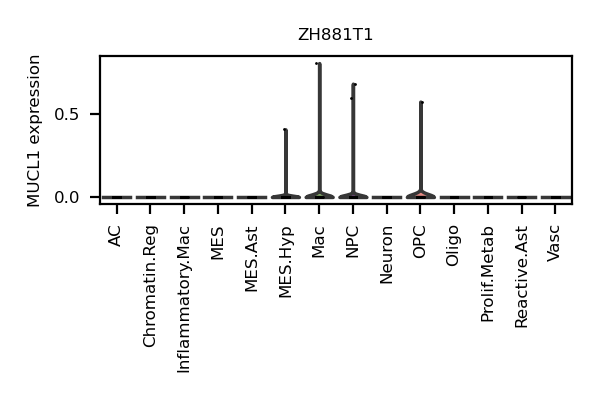 ZH881T1
MUCL1 expression
0.5
0.0
AC
Chromatin.Reg
Inflammatory.Mac
MES
MES.Ast
MES.Hyp
Mac
NPC
Neuron
OPC
Oligo
Prolif.Metab
Reactive.Ast
Vasc